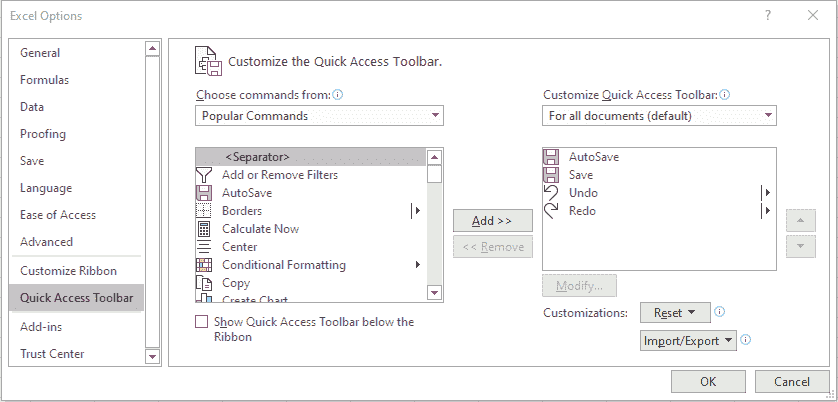 Excel Options
?
General
Formulas
Data
Proofing
Save
Language
Ease of Access
Advanced
Customize Ribbon
Quick Access Toolbar
Add-ins
Trust Center
Customize the Quick Access Toolbar.
Choose commands from:
Popular Commands
<Separator>
Add or Remove Filters
AutoSave
Borders
Calculate Now
Center
Conditional Formatting
Copy
Create Chart
Show Quick Access Toolbar below the
Ribbon
Add >>
<< Remove
Customize Quick Access Toolbar:
For all documents (default)
AutoSave
Save
Undo
Redo
Modify...
Customizations:
Reset
Import/Export
OK
Cancel